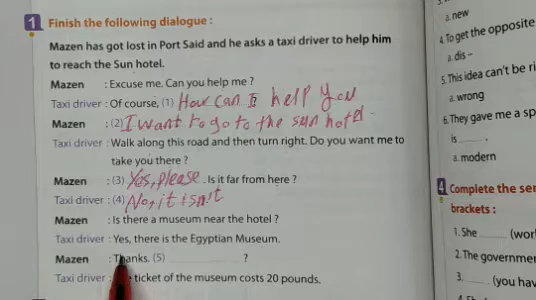 1 Finish the following dialogue :
Mazen has got lost in Port Said and he asks a taxi driver to help him
to reach the Sun hotel.
Mazen : Excuse me. Can you help me ?
Taxi driver : Of course, (1) How can I help you
Mazen : (2) I want to go to the sun hotel.
Taxi driver : Walk along this road and then turn right. Do you want me to
take you there ?
Mazen : (3) Yes, please. Is it far from here ?
Taxi driver : (4) No, it isn't
Mazen : Is there a museum near the hotel ?
Taxi driver : Yes, there is the Egyptian Museum.
Mazen : Thanks. (5) ?
Taxi driver : ticket of the museum costs 20 pounds.
a. new
4. To get the opposite
a. dis –
5. This idea can't be ri
a. wrong
6. They gave me a sp
is
a. modern
4 Complete the se
brackets :
1. She (wor
2. The governme
3. (you hav